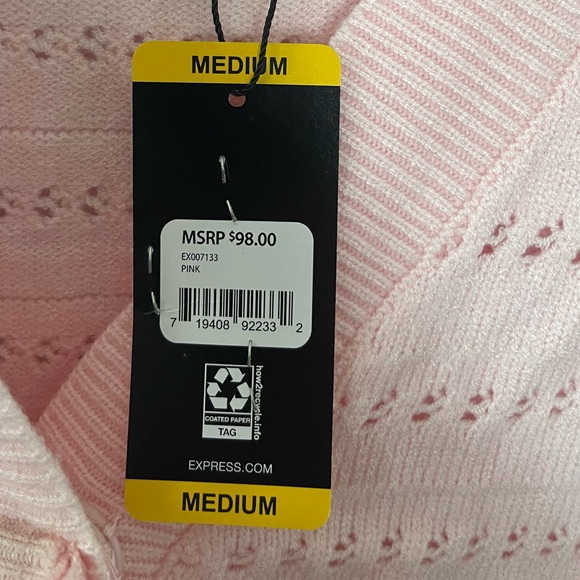 MEDIUM
MSRP $98.00
EX007133
PINK
7 19408 92233 2
how2recycle.info
COATED PAPER
TAG
EXPRESS.COM
MEDIUM